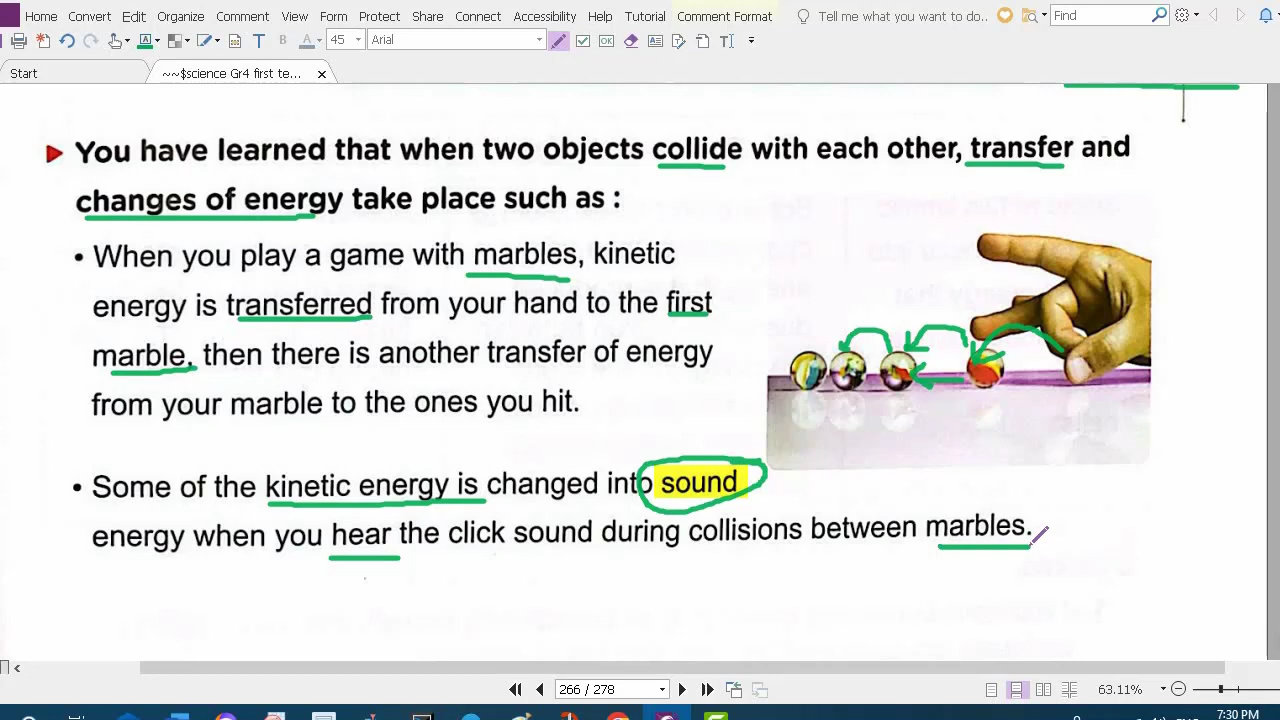 Home Convert Edit Organize Comment View Form Protect Share Connect Accessibility Help Tutorial Comment Format Tell me what you want to do.. Find
45 Arial
Start ~~$science Gr4 first te...
You have learned that when two objects collide with each other, transfer and
changes of energy take place such as :
• When you play a game with marbles, kinetic
energy is transferred from your hand to the first
marble, then there is another transfer of energy
from your marble to the ones you hit.
• Some of the kinetic energy is changed into sound
energy when you hear the click sound during collisions between marbles.
266 / 278 63.11%
7:30 PM